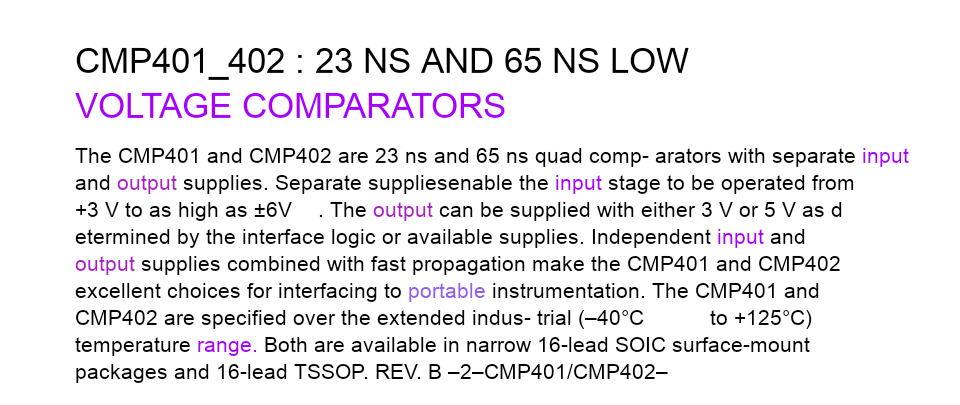 CMP401_402 : 23 NS AND 65 NS LOW
VOLTAGE COMPARATORS
The CMP401 and CMP402 are 23 ns and 65 ns quad comp- arators with separate input
and output supplies. Separate suppliesenable the input stage to be operated from
+3 V to as high as ±6V . The output can be supplied with either 3 V or 5 V as d
etermined by the interface logic or available supplies. Independent input and
output supplies combined with fast propagation make the CMP401 and CMP402
excellent choices for interfacing to portable instrumentation. The CMP401 and
CMP402 are specified over the extended indus- trial (–40°C to +125°C)
temperature range. Both are available in narrow 16-lead SOIC surface-mount
packages and 16-lead TSSOP. REV. B –2–CMP401/CMP402–